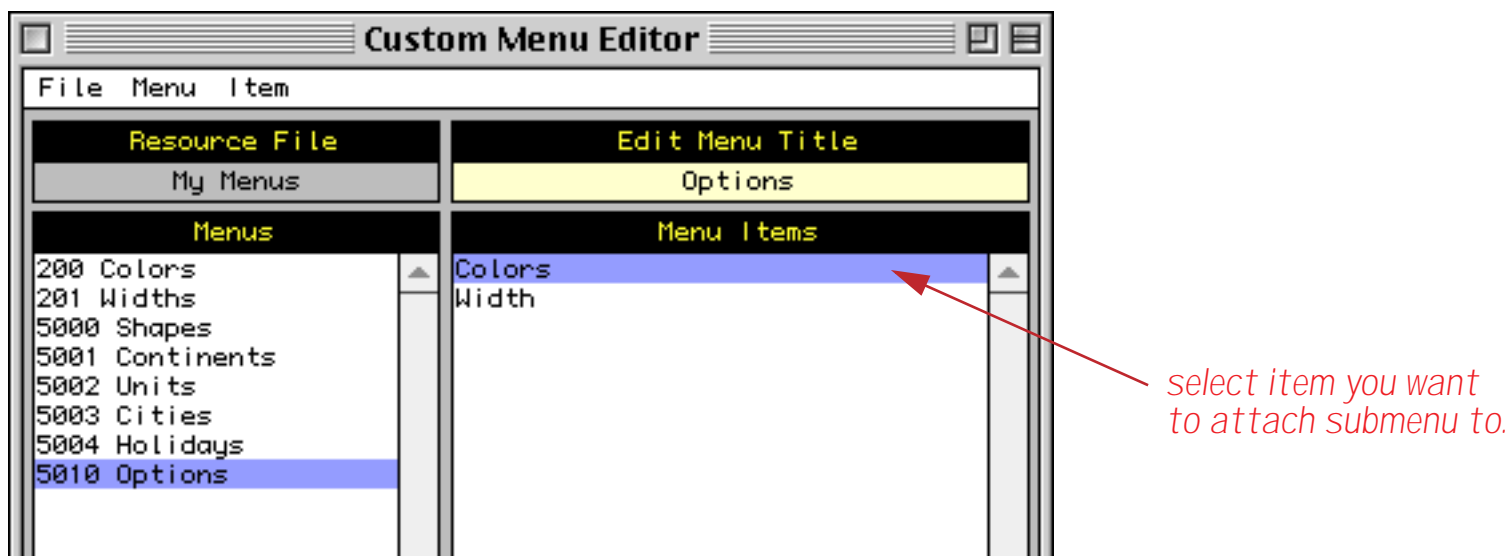 Custom Menu Editor
File Menu Item
Resource File
My Menus
Edit Menu Title
Options
Menus
200 Colors
201 Widths
5000 Shapes
5001 Continents
5002 Units
5003 Cities
5004 Holidays
5010 Options
Menu Items
Colors
Width
select item you want
to attach submenu to.